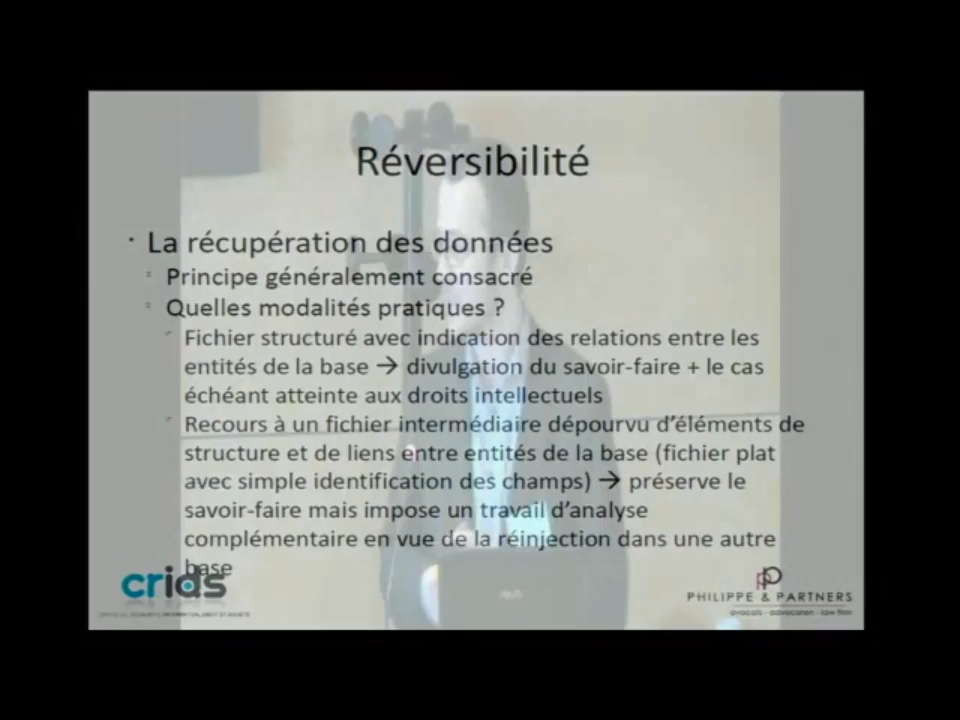 Réversibilité
La récupération des données
Principe généralement consacré
Quelles modalités pratiques ?
Fichier structuré avec indication des relations entre les
entités de la base → divulgation du savoir-faire + le cas
échéant atteinte aux droits intellectuels
Recours à un fichier intermédiaire dépourvu d'éléments de
structure et de liens entre entités de la base (fichier plat
avec simple identification des champs) → préserve le
savoir-faire mais impose un travail d'analyse
complémentaire en vue de la réinjection dans une autre
base
crids
PHILIPPE & PARTNERS
avocats - advocaten - law firm